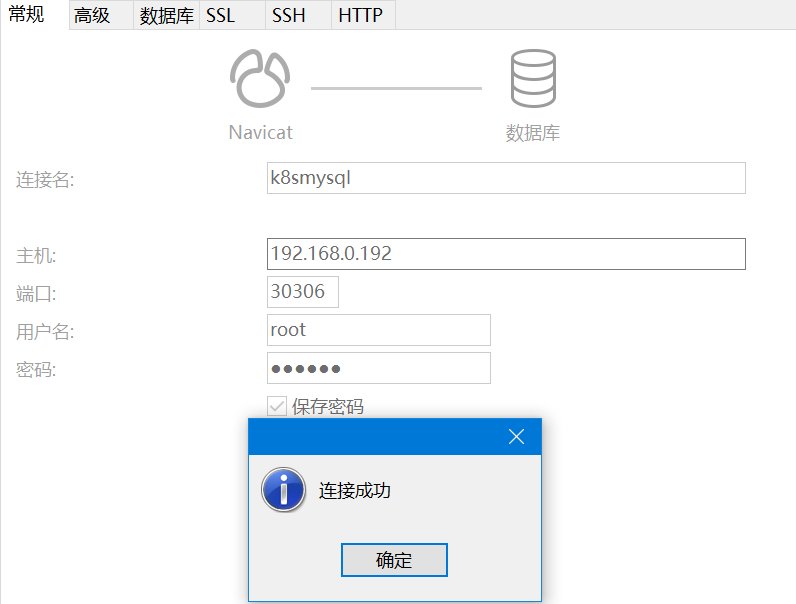 常规 高级 数据库 SSL SSH HTTP
Navicat 数据库
连接名: k8smysql
主机: 192.168.0.192
端口: 30306
用户名: root
密码: ●●●●●●
保存密码
连接成功
确定